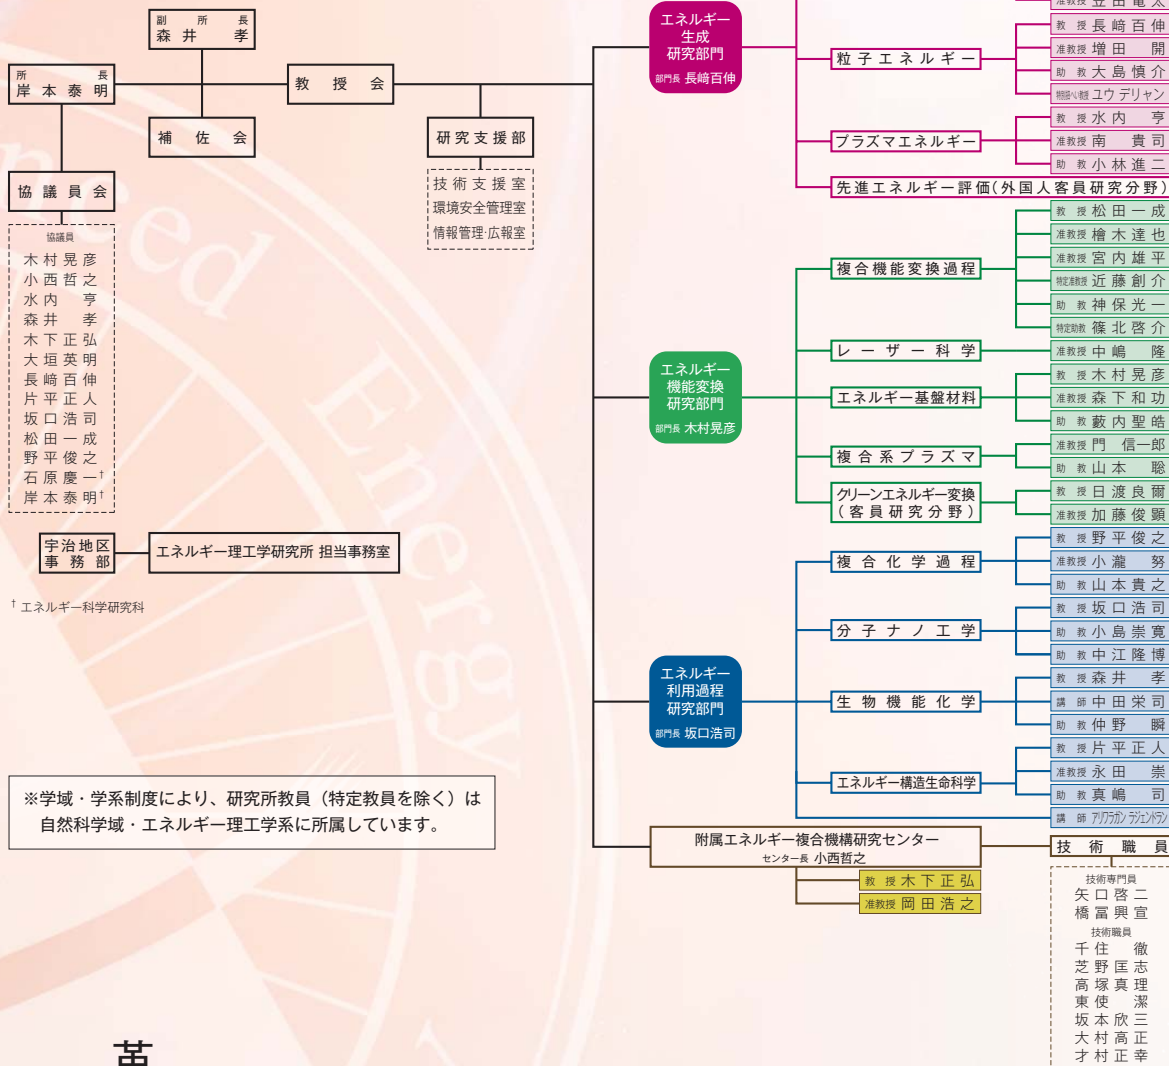 副所長
森井 孝
所長
岸本泰明
教授会
補佐会
研究支援部
技術支援室
環境安全管理室
情報管理・広報室
協議員会
協議員
木村晃彦
小西哲之
水内 亨
森井 孝
木下正弘
大垣英明
長﨑百伸
片平正人
坂口浩司
松田一成
野平俊之
石原慶一†
岸本泰明†
宇治地区
事務部
エネルギー理工学研究所 担当事務室
† エネルギー科学研究科
※学域・学系制度により、研究所教員（特定教員を除く）は
自然科学域・エネルギー理工学系に所属しています。
エネルギー
生成
研究部門
部門長 長﨑百伸
粒子エネルギー
教授 長﨑百伸
准教授 増田 開
助教 大島慎介
ユウ デリャン
プラズマエネルギー
教授 水内 亨
准教授 南 貴司
助教 小林進二
先進エネルギー評価(外国人客員研究分野)
エネルギー
機能変換
研究部門
部門長 木村晃彦
複合機能変換過程
教授 松田一成
准教授 檜木達也
准教授 宮内雄平
特定准教授 近藤創介
助教 神保光一
特定助教 篠北啓介
レーザー科学
准教授 中嶋 隆
エネルギー基盤材料
教授 木村晃彦
准教授 森下和功
助教 藪内聖皓
複合系プラズマ
准教授 門 信一郎
助教 山本 聡
クリーンエネルギー変換
（客員研究分野）
教授 日渡良爾
准教授 加藤俊顕
エネルギー
利用過程
研究部門
部門長 坂口浩司
複合化学過程
教授 野平俊之
准教授 小瀧 努
助教 山本貴之
分子ナノ工学
教授 坂口浩司
助教 小島崇寛
助教 中江隆博
生物機能化学
教授 森井 孝
講師 中田栄司
助教 仲野 瞬
エネルギー構造生命科学
教授 片平正人
准教授 永田 崇
助教 真嶋 司
講師 アリヴァラガン ラジェンドラン
附属エネルギー複合機構研究センター
センター長 小西哲之
教授 木下正弘
准教授 岡田浩之
技術職員
技術専門員
矢口啓二
橋冨興宣
技術職員
千住 徹
芝野匡志
高塚真理
東使 潔
坂本欣三
大村高正
才村正幸